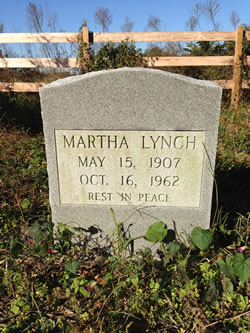 MARTHA LYNCH
MAY 15, 1907
OCT. 16, 1962
REST IN PEACE